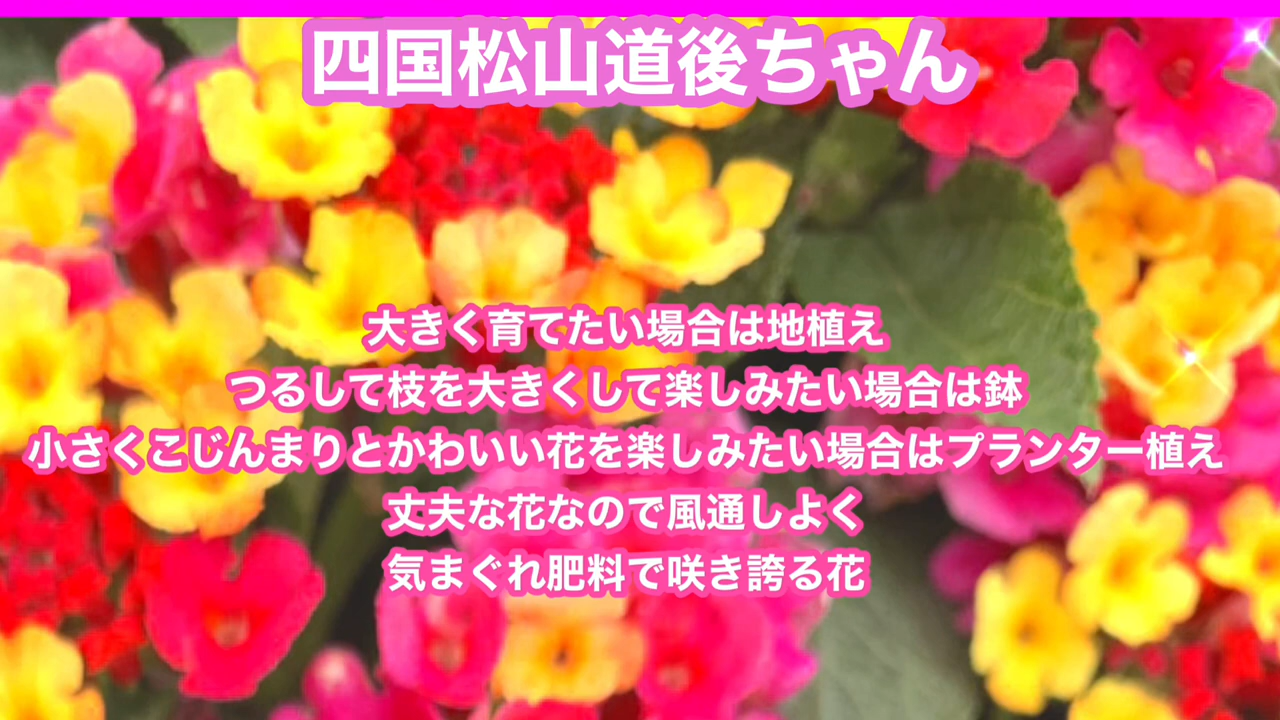 四国松山道後ちゃん
大きく育てたい場合は地植え
つるして枝を大きくして楽しみたい場合は鉢
小さくこじんまりとかわいい花を楽しみたい場合はプランター植え
丈夫な花なので風通しよく
気まぐれ肥料で咲き誇る花